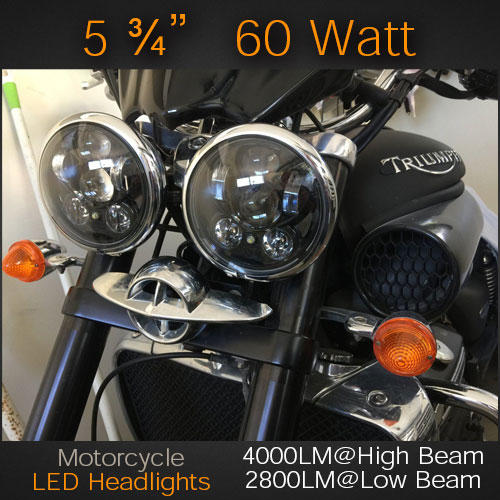 5 ¾” 60 Watt
TRIUMPH
Motorcycle
LED Headlights
4000LM@High Beam
2800LM@Low Beam